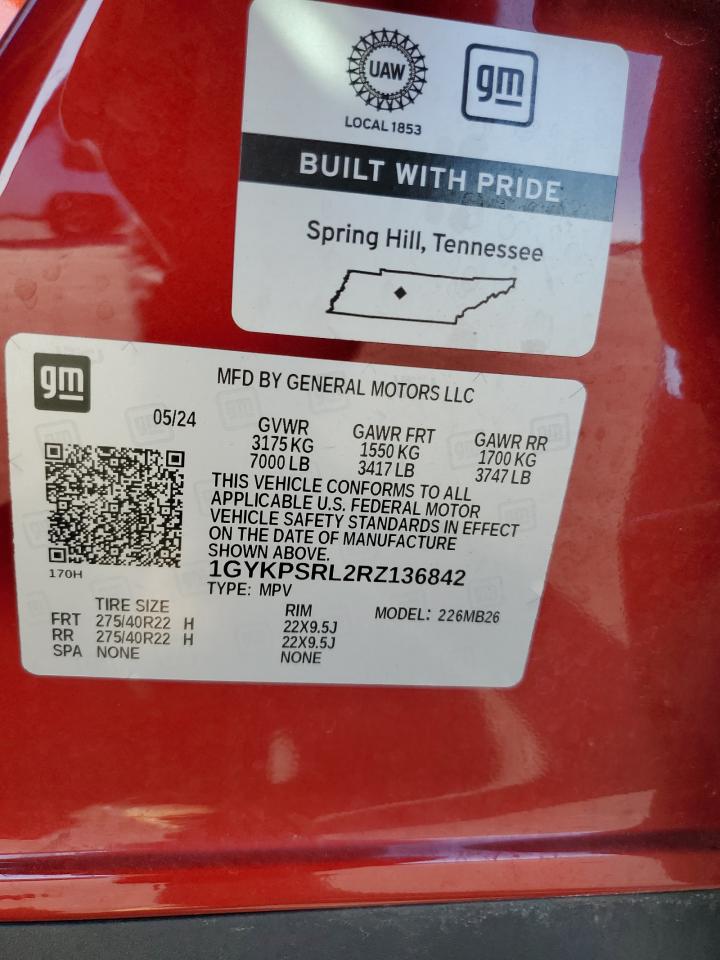 UAW
gm
LOCAL 1853
BUILT WITH PRIDE
Spring Hill, Tennessee
gm
MFD BY GENERAL MOTORS LLC
05/24
GVWR GAWR FRT GAWR RR
3175 KG 1550 KG 1700 KG
7000 LB 3417 LB 3747 LB
THIS VEHICLE CONFORMS TO ALL
APPLICABLE U.S. FEDERAL MOTOR
VEHICLE SAFETY STANDARDS IN EFFECT
ON THE DATE OF MANUFACTURE
SHOWN ABOVE.
170H
1GYKPSRL2RZ136842
TYPE: MPV
TIRE SIZE RIM MODEL: 226MB26
FRT 275/40R22 H 22X9.5J
RR 275/40R22 H 22X9.5J
SPA NONE NONE